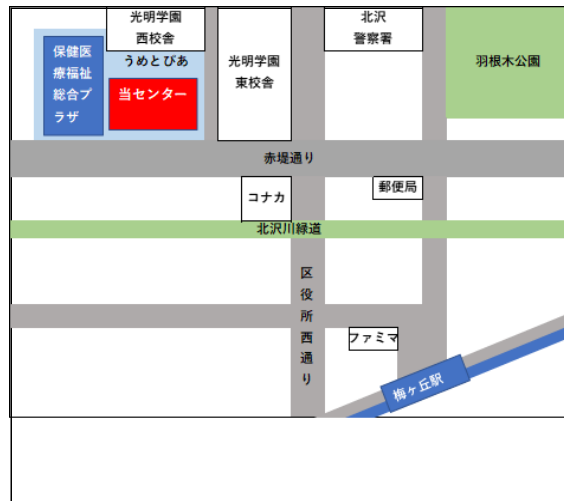 光明学園
西校舎
北沢
警察署
保健医
療福祉
総合プ
ラザ
うめとぴあ
当センター
光明学園
東校舎
羽根木公園
赤堤通り
コナカ
郵便局
北沢川緑道
区役所西通り
ファミマ
梅ヶ丘駅